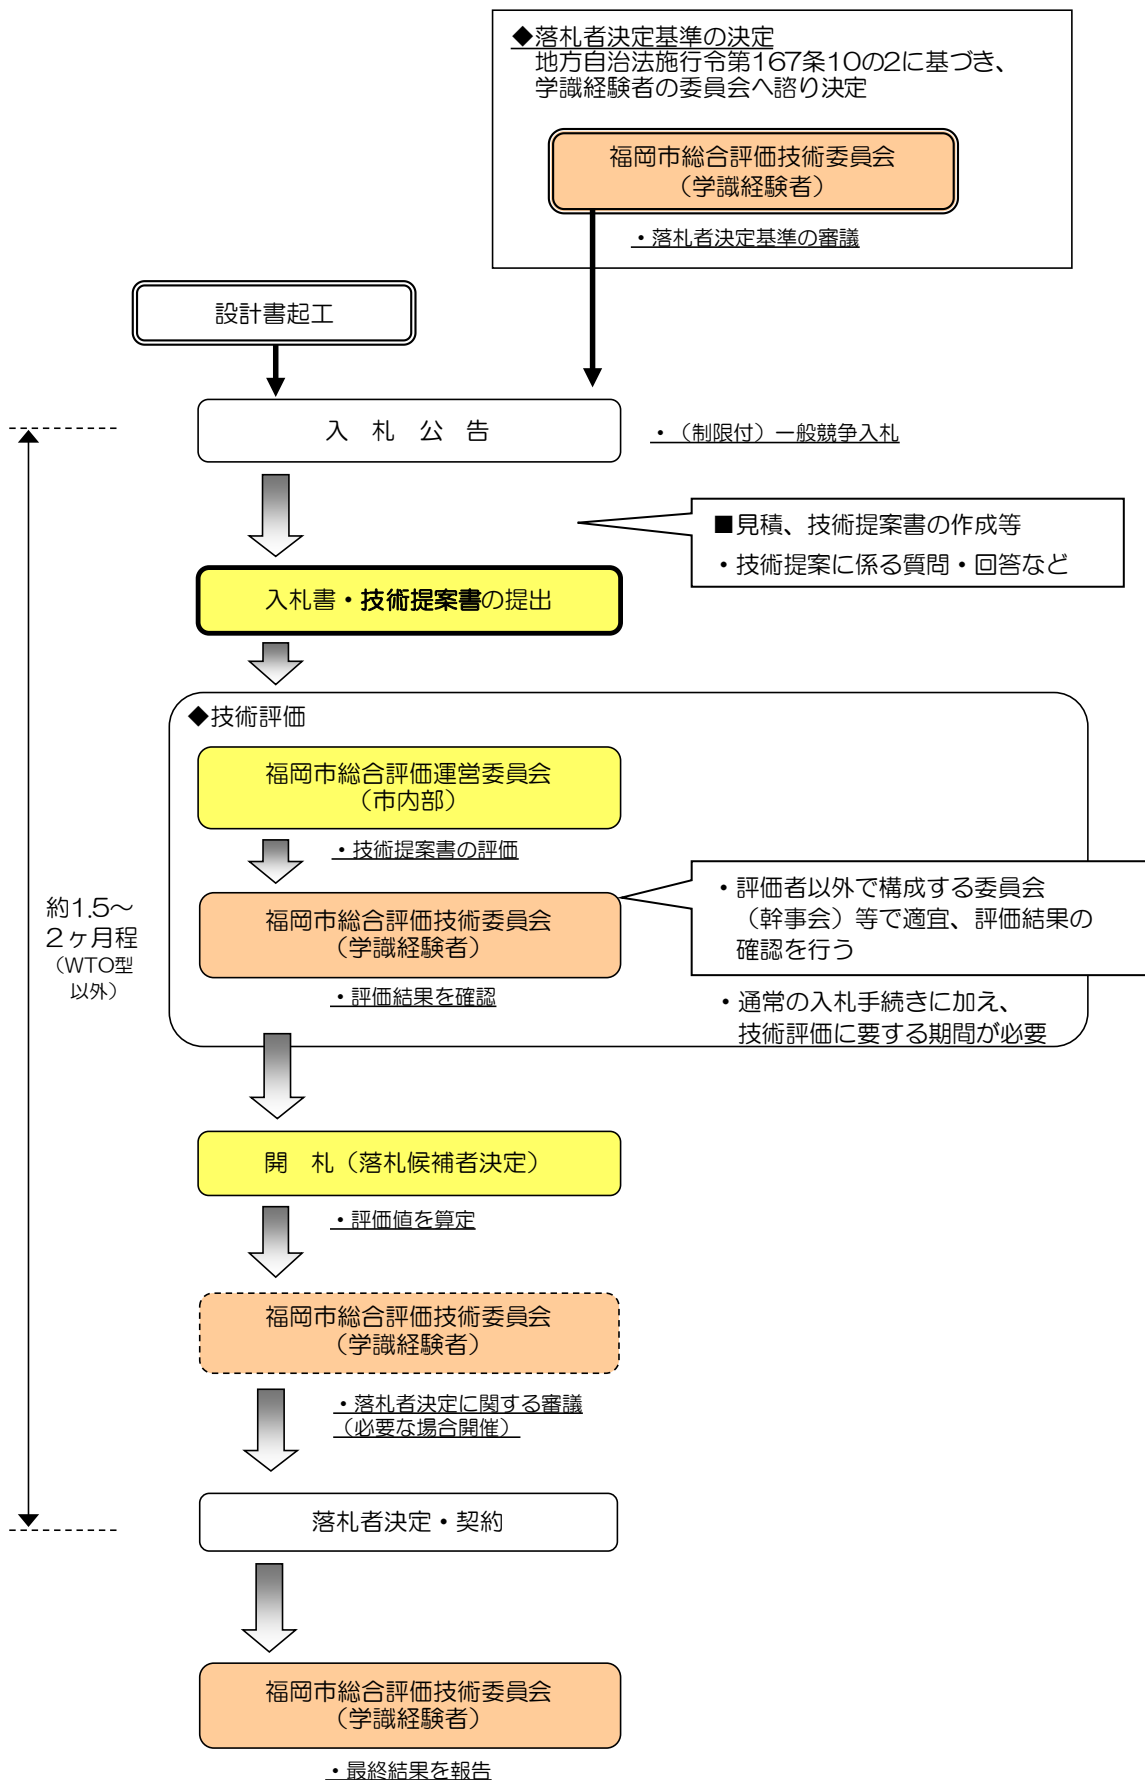 ◆落札者決定基準の決定
地方自治法施行令第167条10の2に基づき、
学識経験者の委員会へ諮り決定
福岡市総合評価技術委員会
（学識経験者）
・落札者決定基準の審議
設計書起工
入　札　公　告
・（制限付）一般競争入札
■見積、技術提案書の作成等
・技術提案に係る質問・回答など
入札書・技術提案書の提出
◆技術評価
福岡市総合評価運営委員会
（市内部）
・技術提案書の評価
・評価者以外で構成する委員会
（幹事会）等で適宜、評価結果の
確認を行う
福岡市総合評価技術委員会
（学識経験者）
・評価結果を確認
・通常の入札手続きに加え、
技術評価に要する期間が必要
約1.5～
２ヶ月程
（WTO型
以外）
開　札（落札候補者決定）
・評価値を算定
福岡市総合評価技術委員会
（学識経験者）
・落札者決定に関する審議
（必要な場合開催）
落札者決定・契約
福岡市総合評価技術委員会
（学識経験者）
・最終結果を報告